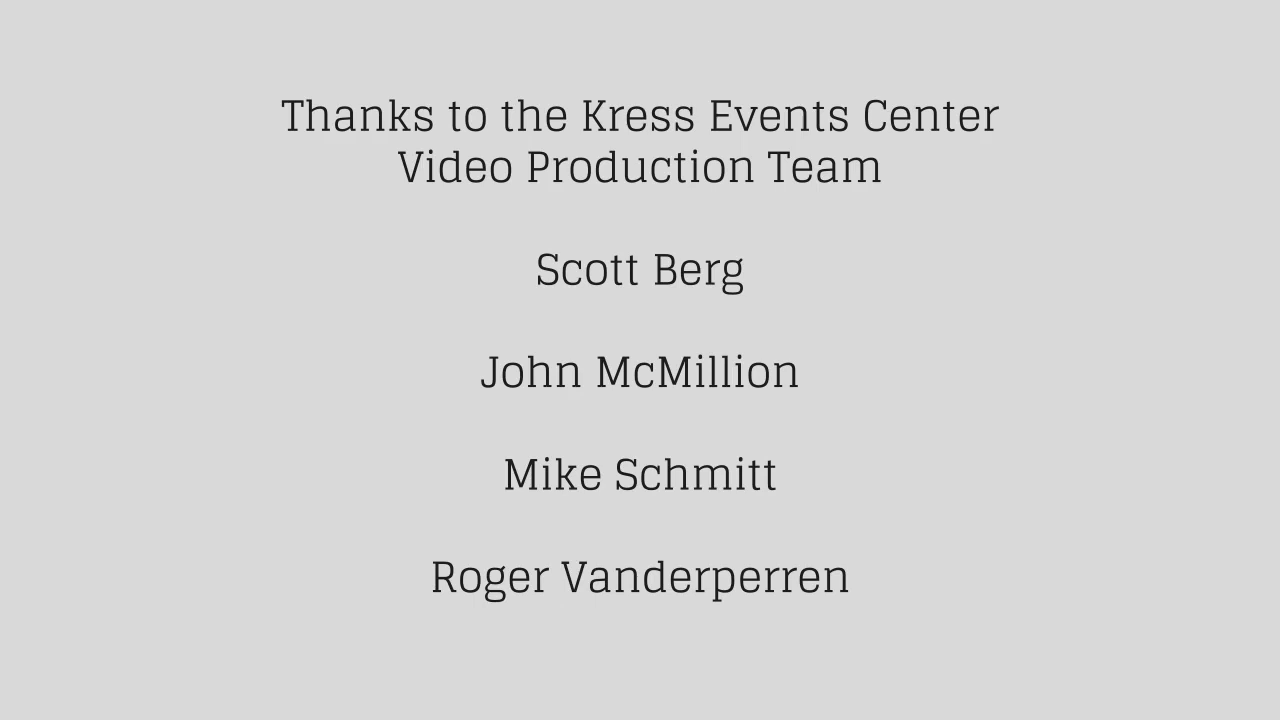 Thanks to the Kress Events Center
Video Production Team
Scott Berg
John McMillion
Mike Schmitt
Roger Vanderperren